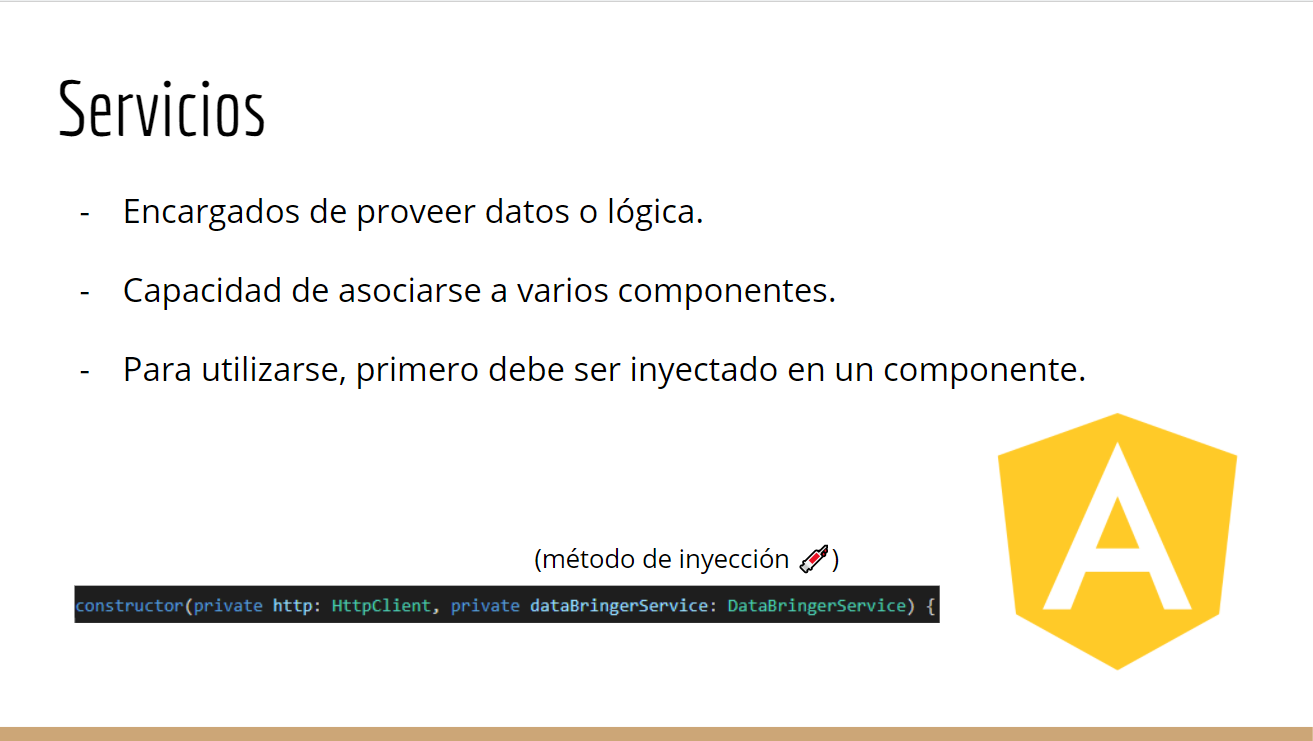 Servicios
- Encargados de proveer datos o lógica.
- Capacidad de asociarse a varios componentes.
- Para utilizarse, primero debe ser inyectado en un componente.
(método de inyección 💉)
constructor(private http: HttpClient, private dataBringerService: DataBringerService) {
A